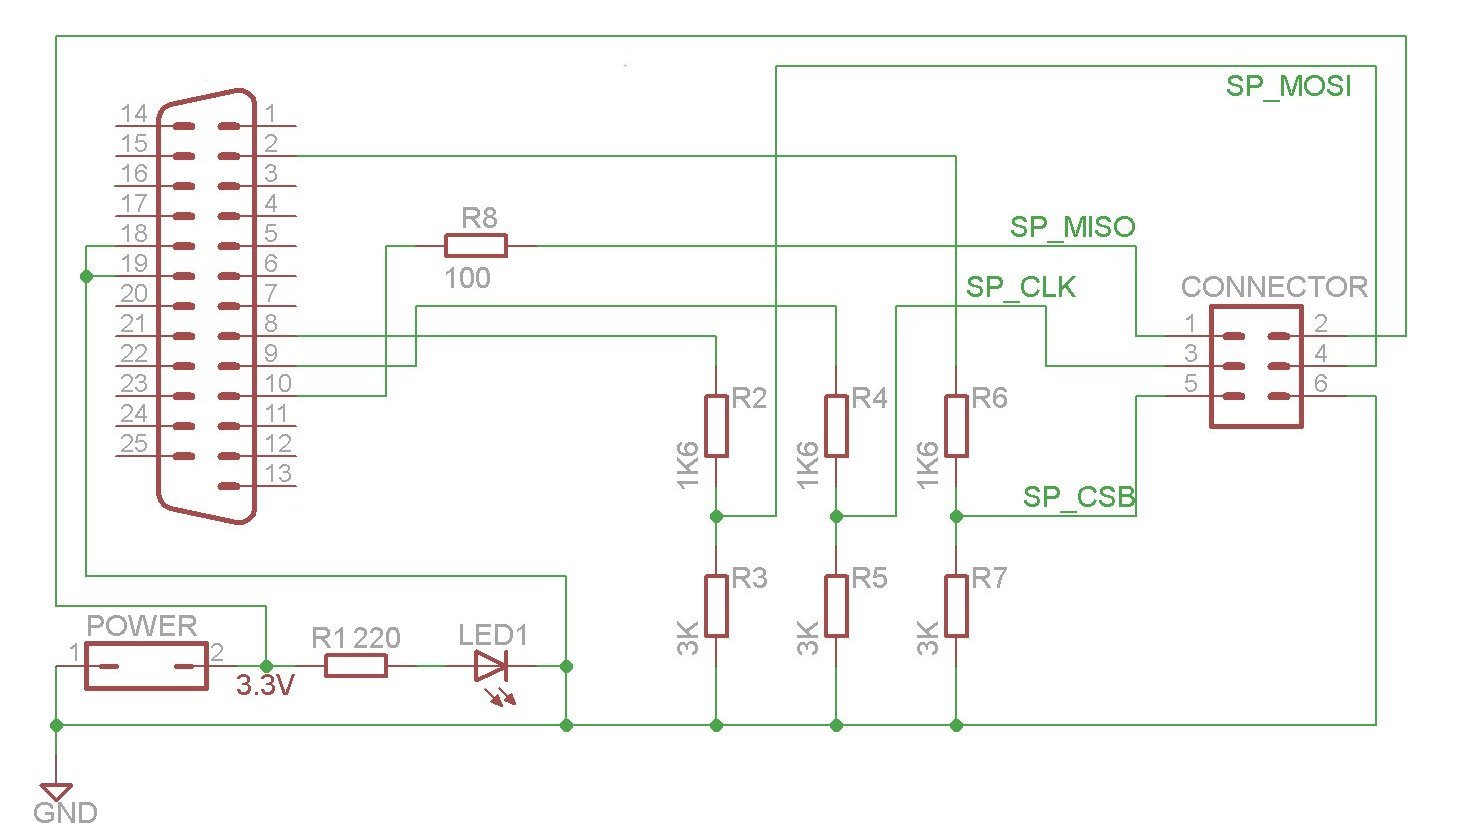 SP_MOSI
14 1
15 2
16 3
17 4
18 5
19 6
20 7
21 8
22 9
23 10
24 11
25 12
13
R8
100
SP_MISO
SP_CLK
CONNECTOR
1 2
3 4
5 6
R2 R4 R6
1K6 1K6 1K6
SP_CSB
R3 R5 R7
3K 3K 3K
POWER
1 2
3.3V
R1 220
LED1
GND